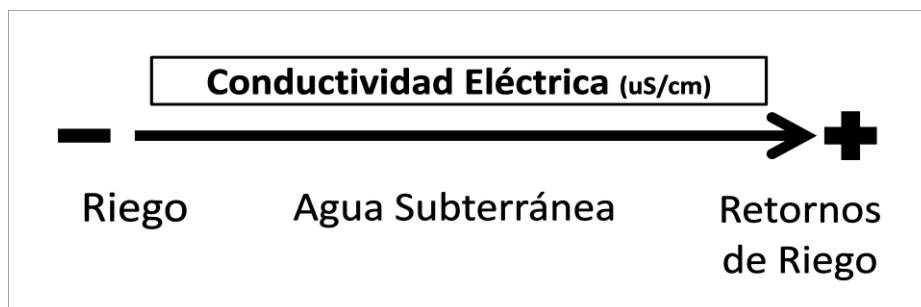 Conductividad Eléctrica (uS/cm)
Riego
Agua Subterránea
Retornos
de Riego